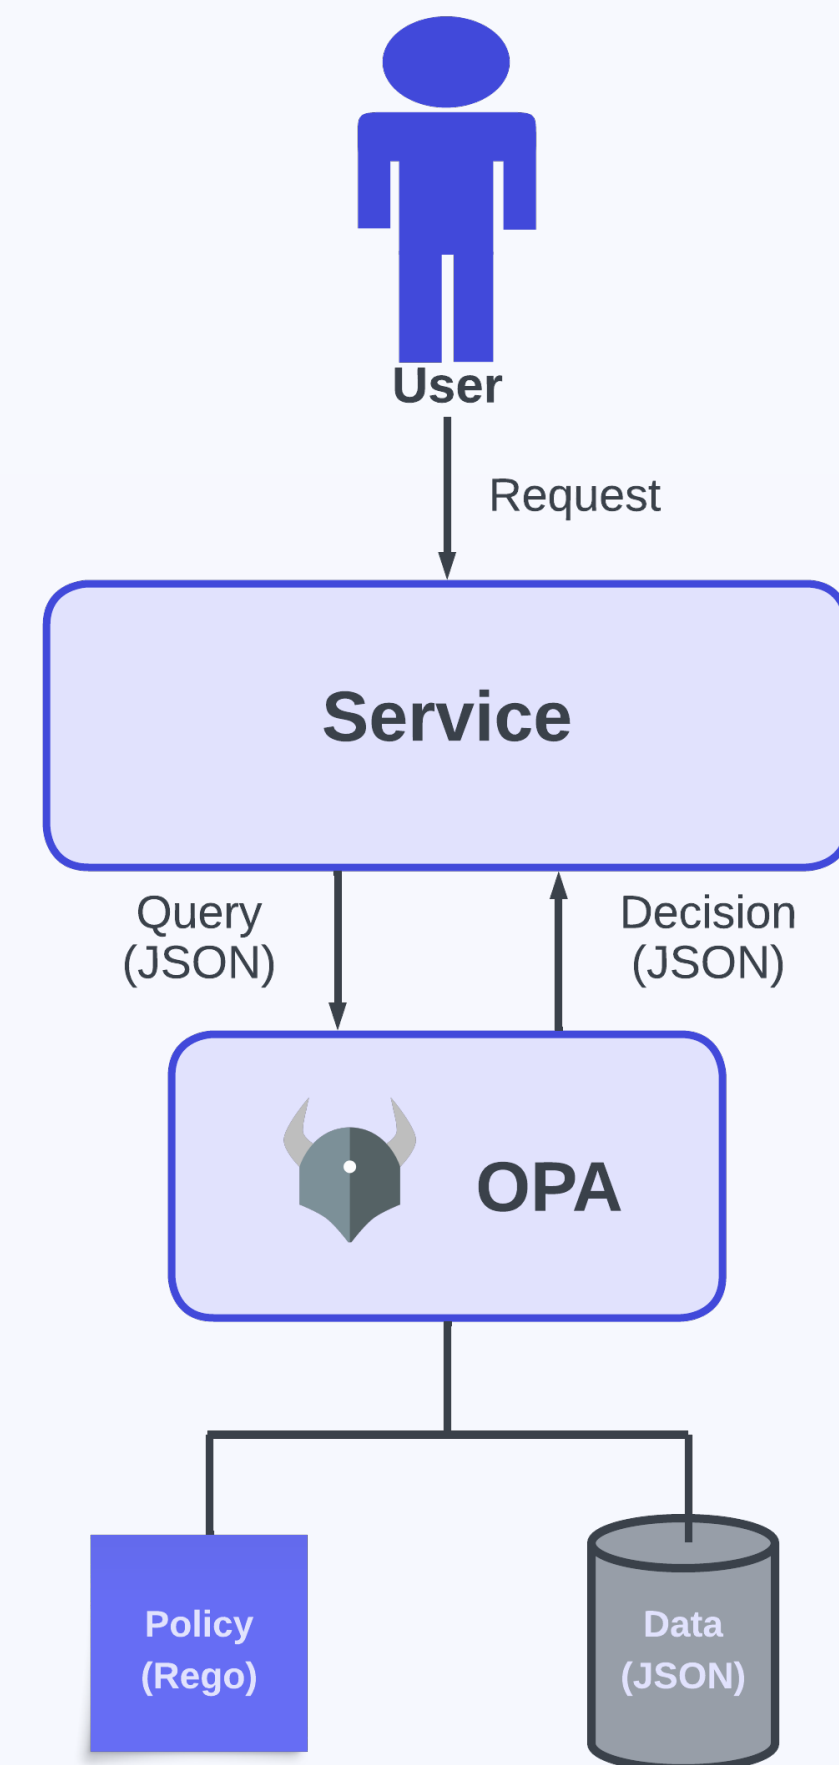 User
Request
Service
Query
(JSON)
Decision
(JSON)
OPA
Policy
(Rego)
Data
(JSON)